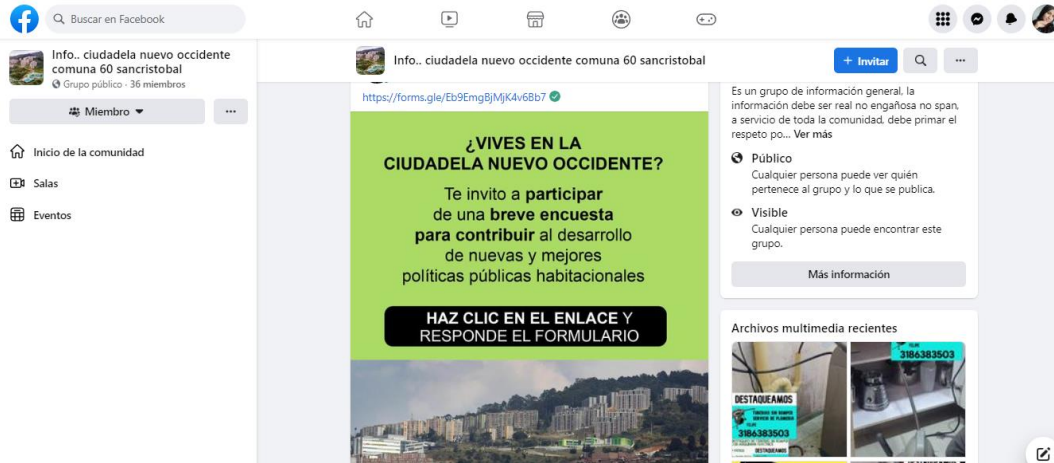 Buscar en Facebook
Info.. ciudadela nuevo occidente
comuna 60 sancristobal
Grupo público · 36 miembros
Miembro
Inicio de la comunidad
Salas
Eventos
Info.. ciudadela nuevo occidente comuna 60 sancristobal
+ Invitar
https://forms.gle/Eb9EmgBjMjK4v6Bb7
¿VIVES EN LA
CIUDADELA NUEVO OCCIDENTE?
Te invito a participar
de una breve encuesta
para contribuir al desarrollo
de nuevas y mejores
políticas públicas habitacionales
HAZ CLIC EN EL ENLACE Y
RESPONDE EL FORMULARIO
Es un grupo de información general, la
información debe ser real no engañosa no span,
a servicio de toda la comunidad, debe primar el
respeto po... Ver más
Público
Cualquier persona puede ver quién
pertenece al grupo y lo que se publica.
Visible
Cualquier persona puede encontrar este
grupo.
Más información
Archivos multimedia recientes
3186383503
DESTAQUEAMOS
3186383503